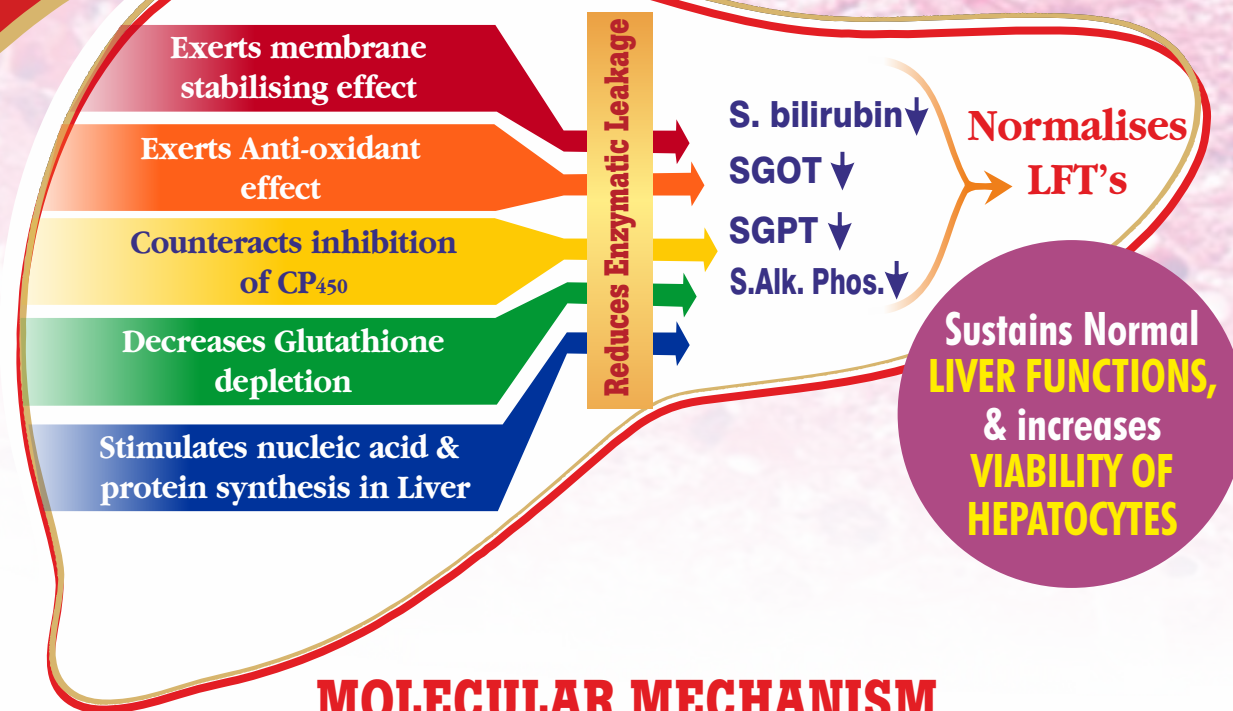 Exerts membrane
stabilising effect
Exerts Anti-oxidant
effect
Counteracts inhibition
of CP450
Decreases Glutathione
depletion
Stimulates nucleic acid &
protein synthesis in Liver
Reduces Enzymatic Leakage
S. bilirubin↓
SGOT ↓
SGPT ↓
S.Alk. Phos.↓
Normalises
LFT’s
Sustains Normal
LIVER FUNCTIONS,
& increases
VIABILITY OF
HEPATOCYTES
MOLECULAR MECHANISM